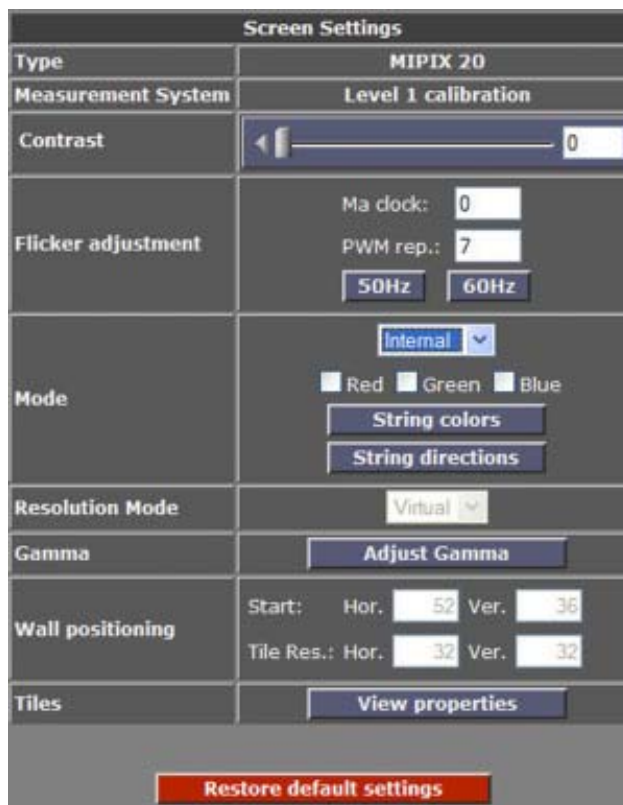 Screen Settings
Type MIPIX 20
Measurement System Level 1 calibration
Contrast 0
Ma clock: 0
Flicker adjustment PWM rep.: 7
50Hz 60Hz
Internal
Mode Red Green Blue
String colors
String directions
Resolution Mode Virtual
Gamma Adjust Gamma
Start: Hor. 52 Ver. 36
Wall positioning
Tile Res.: Hor. 32 Ver. 32
Tiles View properties
Restore default settings